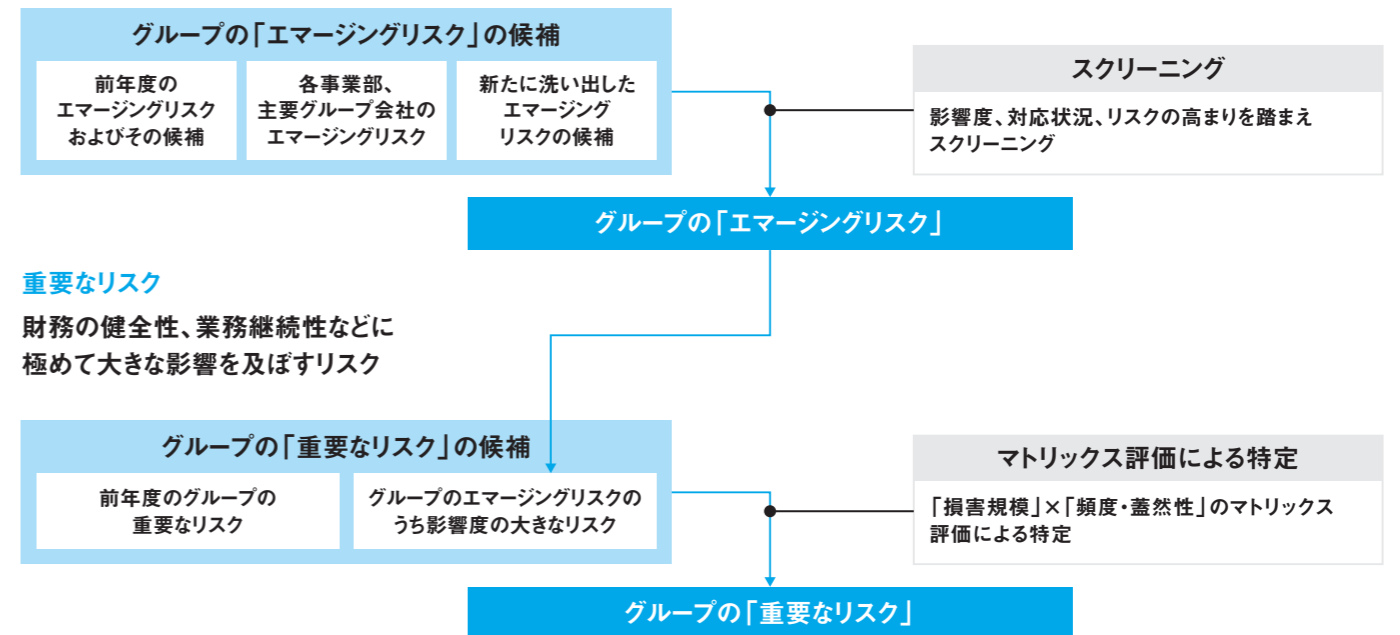 グループの「エマージングリスク」の候補
前年度の
エマージングリスク
およびその候補
各事業部、
主要グループ会社の
エマージングリスク
新たに洗い出した
エマージング
リスクの候補
スクリーニング
影響度、対応状況、リスクの高まりを踏まえ
スクリーニング
グループの「エマージングリスク」
重要なリスク
財務の健全性、業務継続性などに
極めて大きな影響を及ぼすリスク
グループの「重要なリスク」の候補
前年度のグループの
重要なリスク
グループのエマージングリスクの
うち影響度の大きなリスク
マトリックス評価による特定
「損害規模」×「頻度・蓋然性」のマトリックス
評価による特定
グループの「重要なリスク」